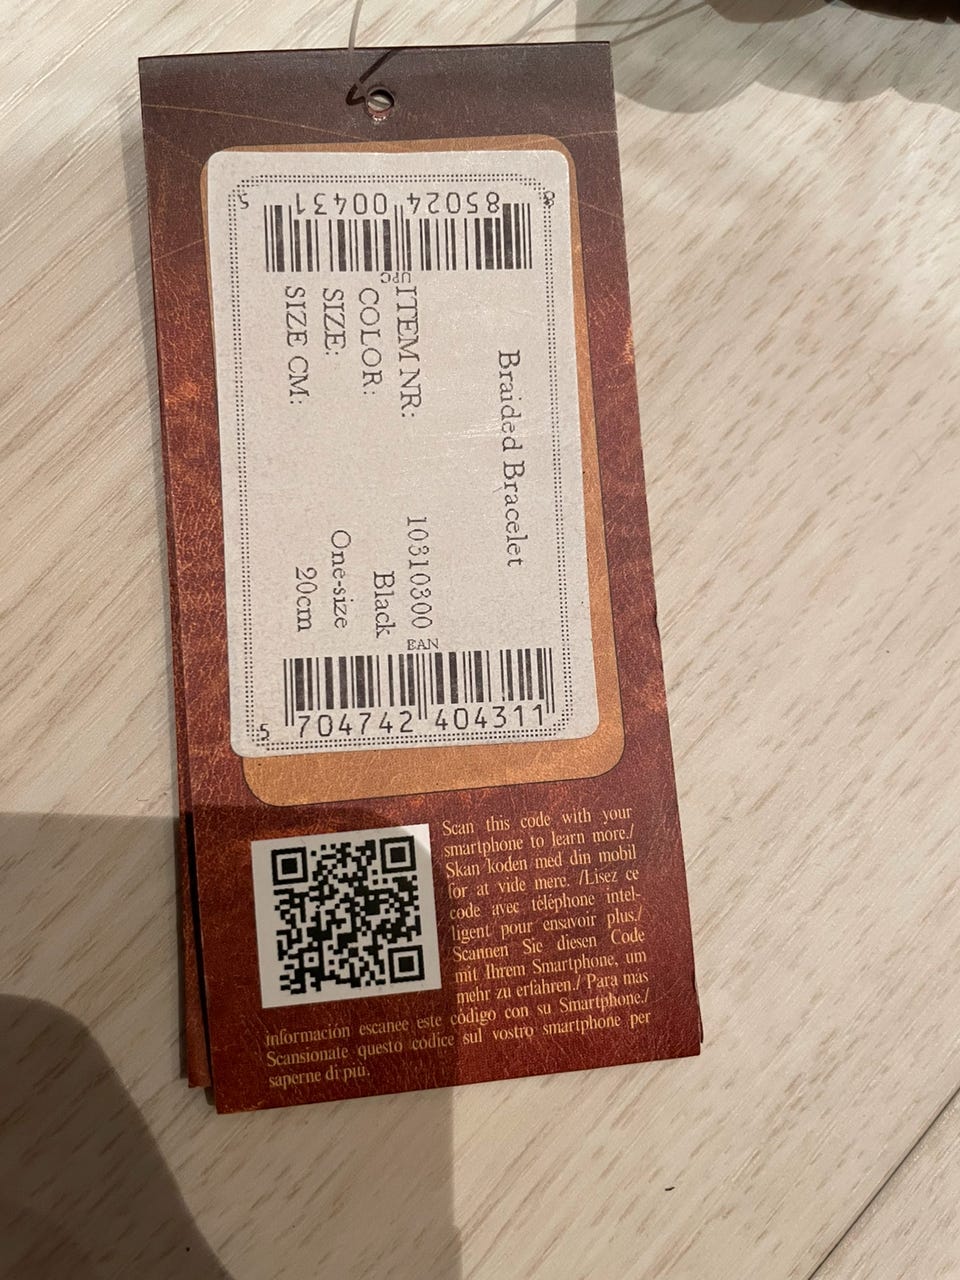 8 85024 00431 5
UPC
Braided Bracelet
ITEM NR: 10310300
COLOR: Black
SIZE: One-size
SIZE CM: 20cm
EAN
5 704742 404311
Scan this code with your
smartphone to learn more./
Skan koden med din mobil
for at vide mere. /Lisez ce
code avec téléphone intel-
ligent pour ensavoir plus./
Scannen Sie diesen Code
mit Ihrem Smartphone, um
mehr zu erfahren./ Para mas
información escanee este código con su Smartphone./
Scansionate questo codice sul vostro smartphone per
saperne di più.